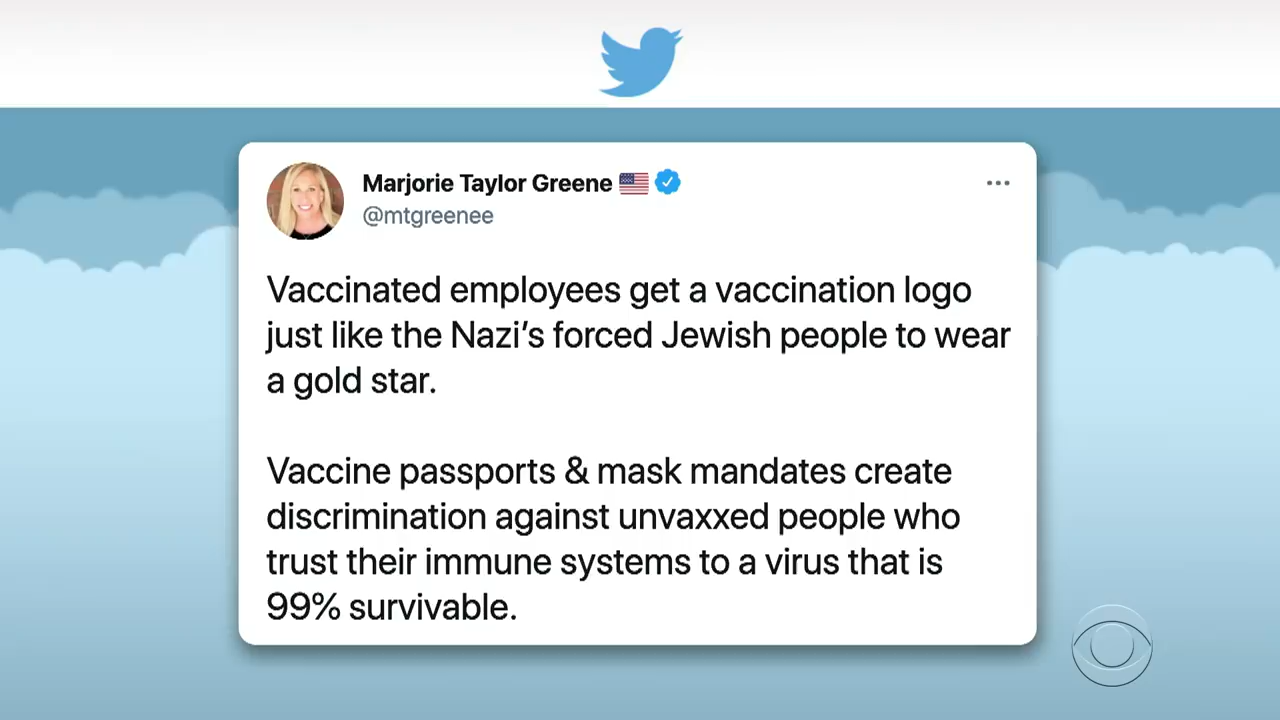 Marjorie Taylor Greene
@mtgreenee
Vaccinated employees get a vaccination logo
just like the Nazi's forced Jewish people to wear
a gold star.
Vaccine passports & mask mandates create
discrimination against unvaxxed people who
trust their immune systems to a virus that is
99% survivable.